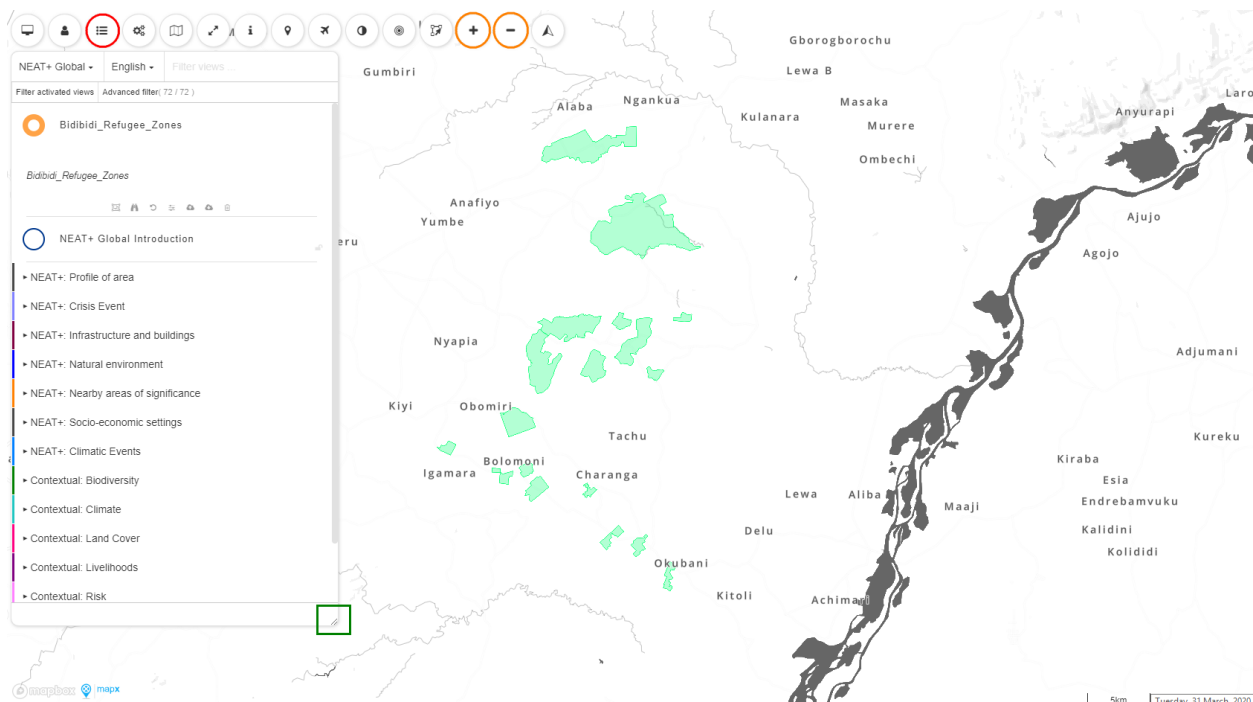 NEAT+ Global
English
Filter views ...
Filter activated views
Advanced filter( 72 / 72 )
Bidibidi_Refugee_Zones
Bidibidi_Refugee_Zones
NEAT+ Global Introduction
NEAT+: Profile of area
NEAT+: Crisis Event
NEAT+: Infrastructure and buildings
NEAT+: Natural environment
NEAT+: Nearby areas of significance
NEAT+: Socio-economic settings
NEAT+: Climatic Events
Contextual: Biodiversity
Contextual: Climate
Contextual: Land Cover
Contextual: Livelihoods
Contextual: Risk
mapbox
mapx
Gumbiri
Alaba
Ngankua
Kulanara
Gborogborochu
Lewa B
Masaka
Murere
Ombechi
Anyurapi
Anafiyo
Yumbe
Ajujo
Agojo
Nyapia
Adjumani
Kiyi
Obomiri
Tachu
Kureku
Igamara
Bolomoni
Charanga
Kiraba
Esia
Lewa
Aliba
Maaji
Endrebamvuku
Delu
Kalidini
Kolididi
Okubani
Kitoli
Achimari
5km
Tuesday, 31 March, 2020